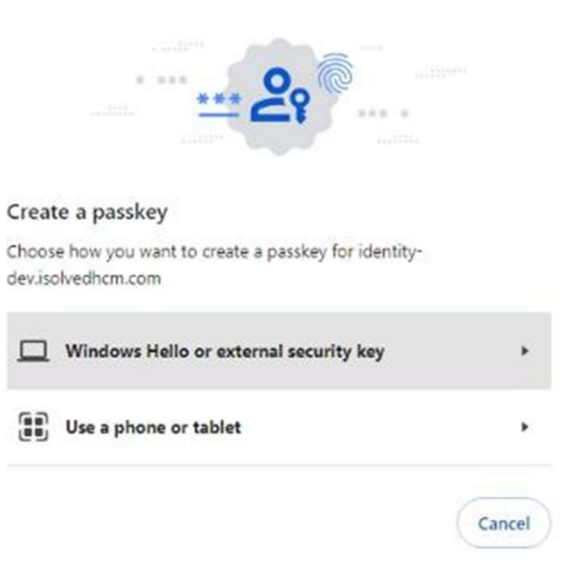 ***
Create a passkey
Choose how you want to create a passkey for identity-
dev.isolvedhcm.com
Windows Hello or external security key
Use a phone or tablet
Cancel